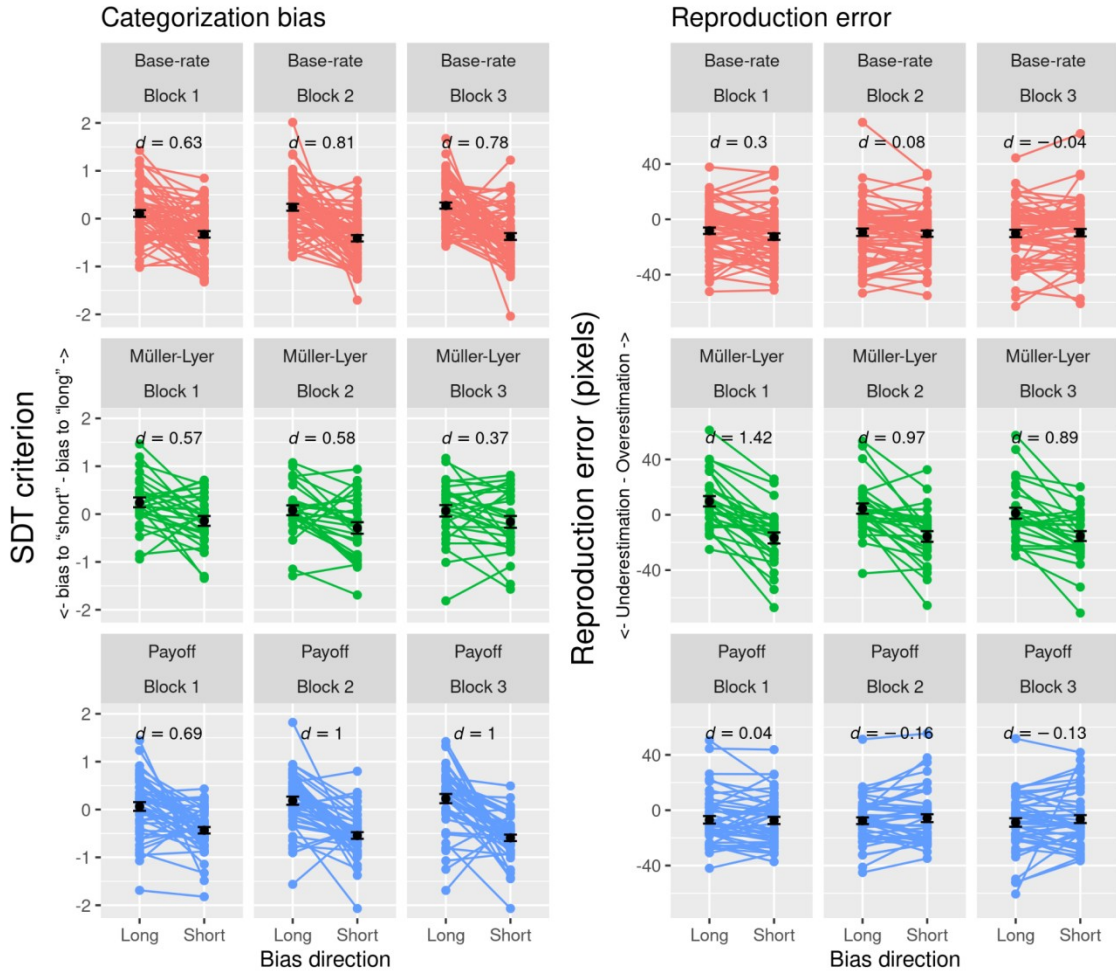 Categorization bias
Base-rate Base-rate Base-rate
Block 1 Block 2 Block 3
2
1
0
-1
-2
d = 0.63 d = 0.81 d = 0.78
Müller-Lyer Müller-Lyer Müller-Lyer
Block 1 Block 2 Block 3
2
1
0
-1
-2
d = 0.57 d = 0.58 d = 0.37
Payoff Payoff Payoff
Block 1 Block 2 Block 3
2
1
0
-1
-2
d = 0.69 d = 1 d = 1
Long Short Long Short Long Short
Bias direction
SDT criterion
<- bias to “short” - bias to “long” ->
Reproduction error
Base-rate Base-rate Base-rate
Block 1 Block 2 Block 3
40
0
-40
d = 0.3 d = 0.08 d = −0.04
Müller-Lyer Müller-Lyer Müller-Lyer
Block 1 Block 2 Block 3
40
0
-40
d = 1.42 d = 0.97 d = 0.89
Payoff Payoff Payoff
Block 1 Block 2 Block 3
40
0
-40
d = 0.04 d = −0.16 d = −0.13
Long Short Long Short Long Short
Bias direction
Reproduction error (pixels)
<- Underestimation - Overestimation ->